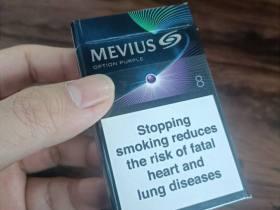 MEVIUS
OPTION PURPLE
8
Stopping
smoking reduces
the risk of fatal
heart and
lung diseases